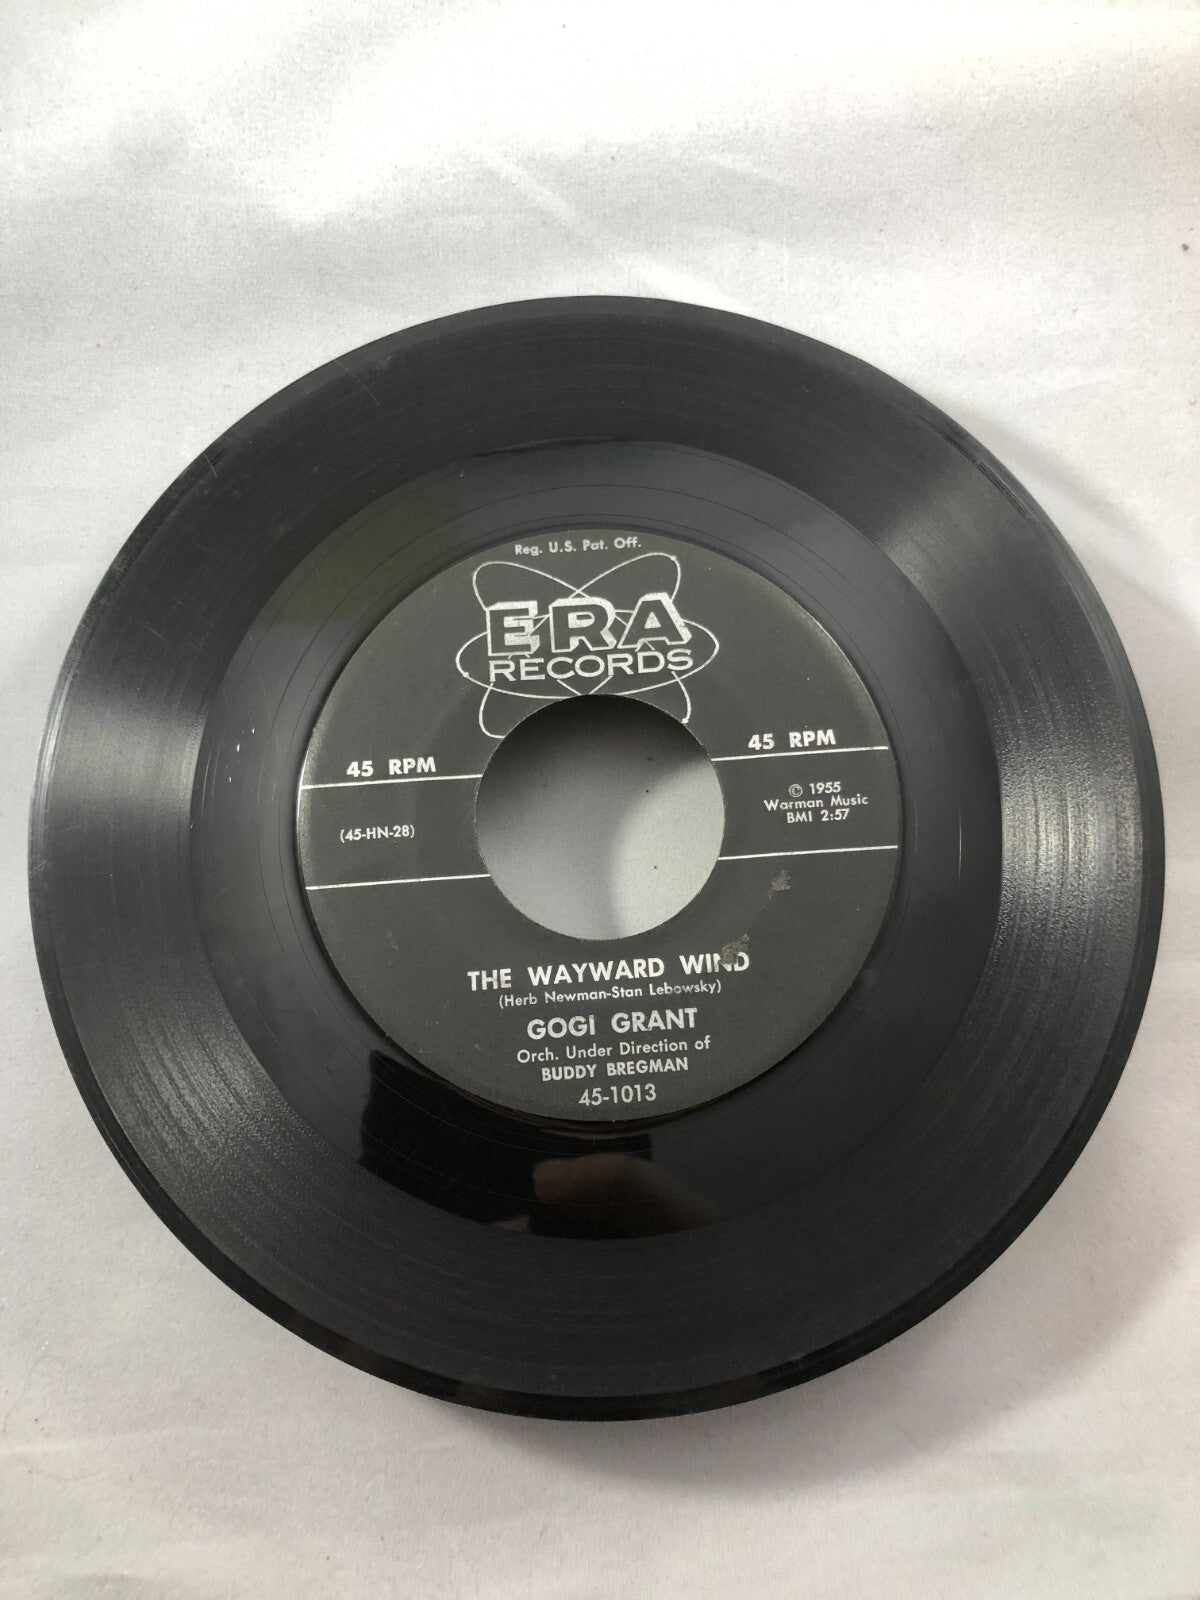 Reg. U.S. Pat. Off.
ERA
RECORDS
45 RPM
45 RPM
(45-HN-28)
© 1955
Warman Music
BMI 2:57
THE WAYWARD WIND
(Herb Newman-Stan Lebowsky)
GOGI GRANT
Orch. Under Direction of
BUDDY BREGMAN
45-1013